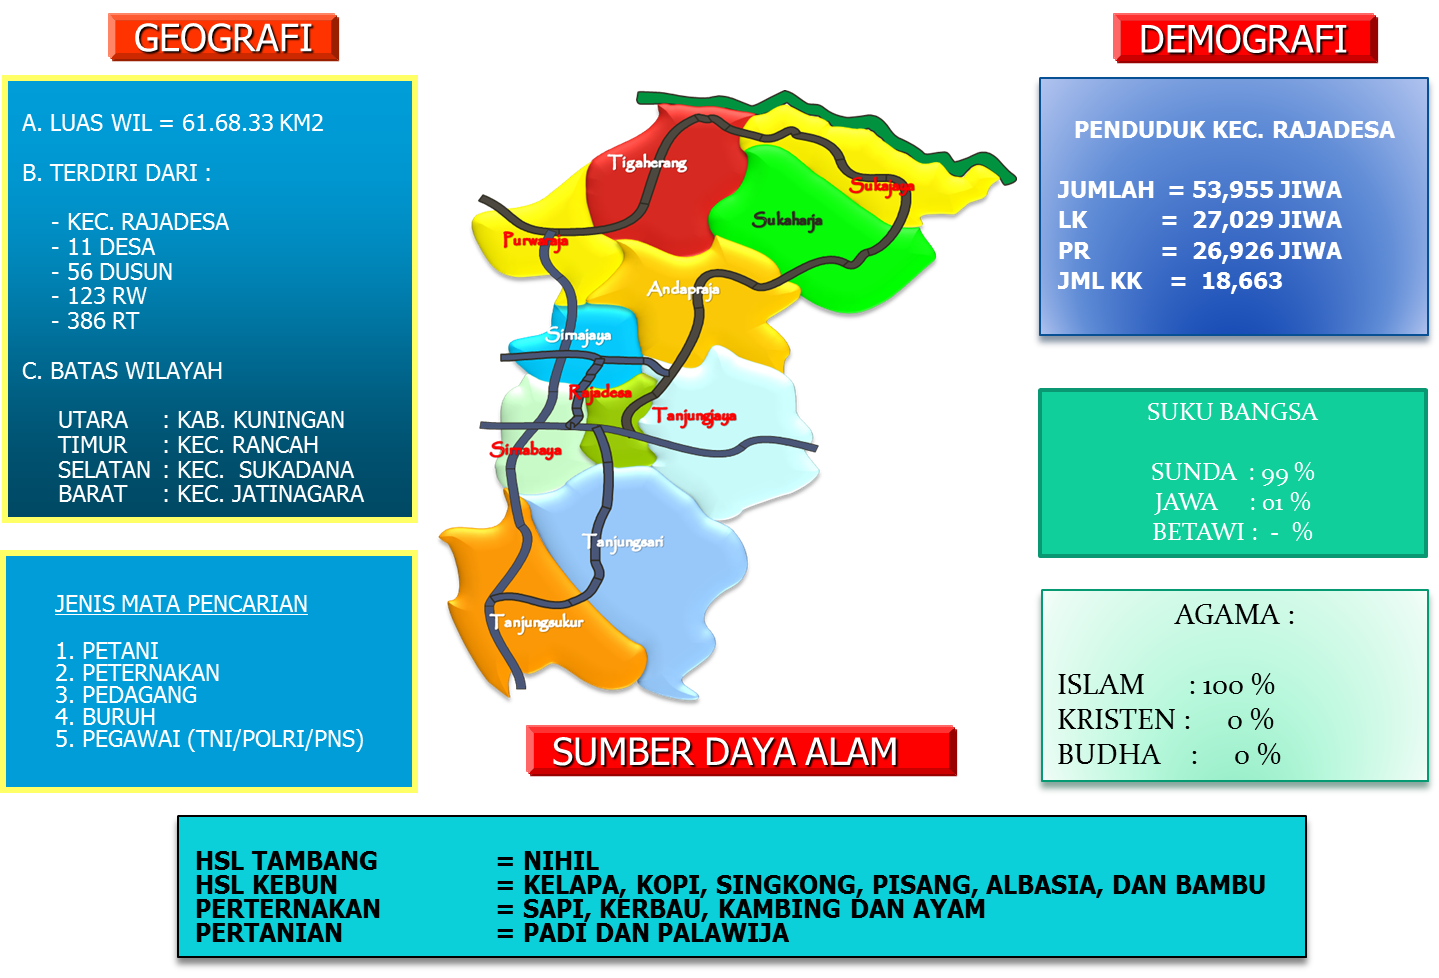 GEOGRAFI
A. LUAS WIL = 61.68.33 KM2
B. TERDIRI DARI :
- KEC. RAJADESA
- 11 DESA
- 56 DUSUN
- 123 RW
- 386 RT
C. BATAS WILAYAH
UTARA : KAB. KUNINGAN
TIMUR : KEC. RANCAH
SELATAN : KEC. SUKADANA
BARAT : KEC. JATINAGARA
JENIS MATA PENCARIAN
1. PETANI
2. PETERNAKAN
3. PEDAGANG
4. BURUH
5. PEGAWAI (TNI/POLRI/PNS)
Tigaherang
Sukajaya
Sukaharja
Purwaraja
Andapraja
Sirnajaya
Rajadesa
Tanjungjaya
Sirnabaya
Tanjungsari
Tanjungsukur
DEMOGRAFI
PENDUDUK KEC. RAJADESA
JUMLAH = 53,955 JIWA
LK = 27,029 JIWA
PR = 26,926 JIWA
JML KK = 18,663
SUKU BANGSA
SUNDA : 99 %
JAWA : 01 %
BETAWI : - %
AGAMA :
ISLAM : 100 %
KRISTEN : 0 %
BUDHA : 0 %
SUMBER DAYA ALAM
HSL TAMBANG = NIHIL
HSL KEBUN = KELAPA, KOPI, SINGKONG, PISANG, ALBASIA, DAN BAMBU
PERTERNAKAN = SAPI, KERBAU, KAMBING DAN AYAM
PERTANIAN = PADI DAN PALAWIJA